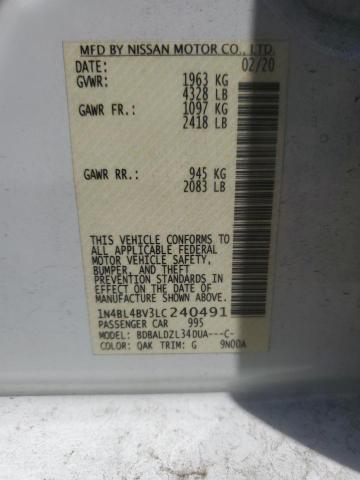 MFD BY NISSAN MOTOR CO., LTD.
DATE: 02/20
GVWR: 1963 KG
4328 LB
GAWR FR: 1097 KG
2418 LB
GAWR RR: 945 KG
2083 LB
THIS VEHICLE CONFORMS TO
ALL APPLICABLE FEDERAL
MOTOR VEHICLE SAFETY,
BUMPER, AND THEFT
PREVENTION STANDARDS
IN EFFECT ON THE DATE OF
MANUFACTURE SHOWN ABOVE.
1N4BL4BV3LC240491
PASSENGER CAR 995
MODEL: BDBALDZL34DUA---C-
COLOR: QAK TRIM: G 9N00A